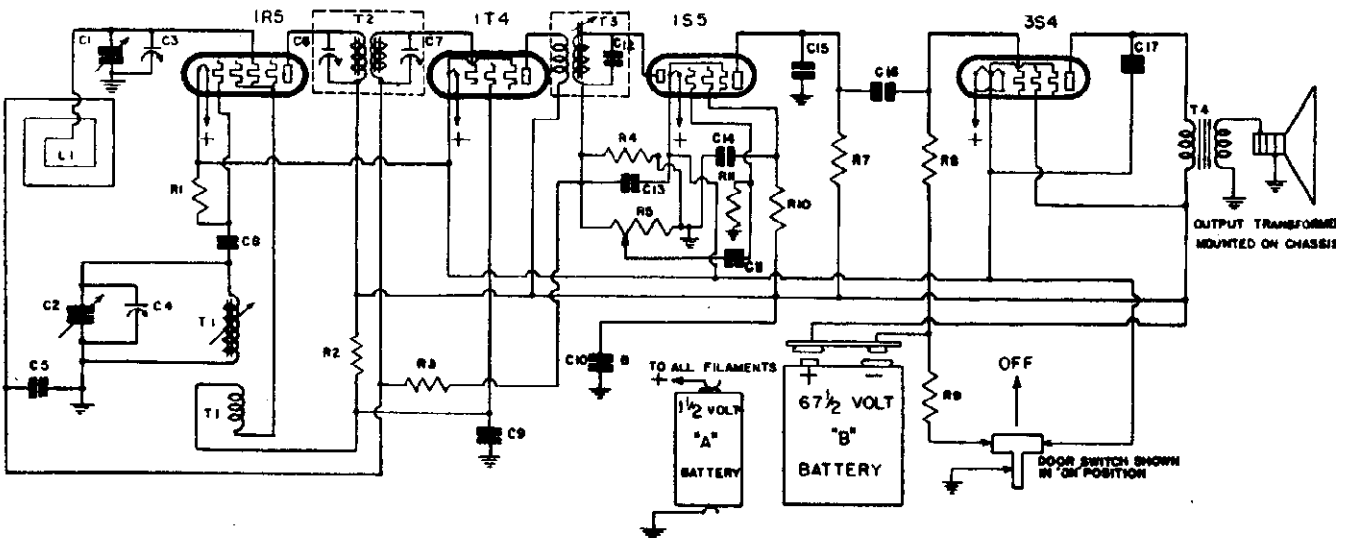 1R5
T2
1T4
T3
1S5
3S4
C1
C3
C6
C7
C12
C15
C16
C17
T4
L1
+
+
+
+
R4
C14
R7
R8
R1
C13
R11
R10
R5
C8
OUTPUT TRANSFORMER
MOUNTED ON CHASSIS
C2
C4
T1
C5
R2
R3
C10
TO ALL FILAMENTS
+
OFF
T1
1½ VOLT
"A"
BATTERY
+
67½ VOLT
"B"
BATTERY
R9
C9
DOOR SWITCH SHOWN
IN "ON" POSITION